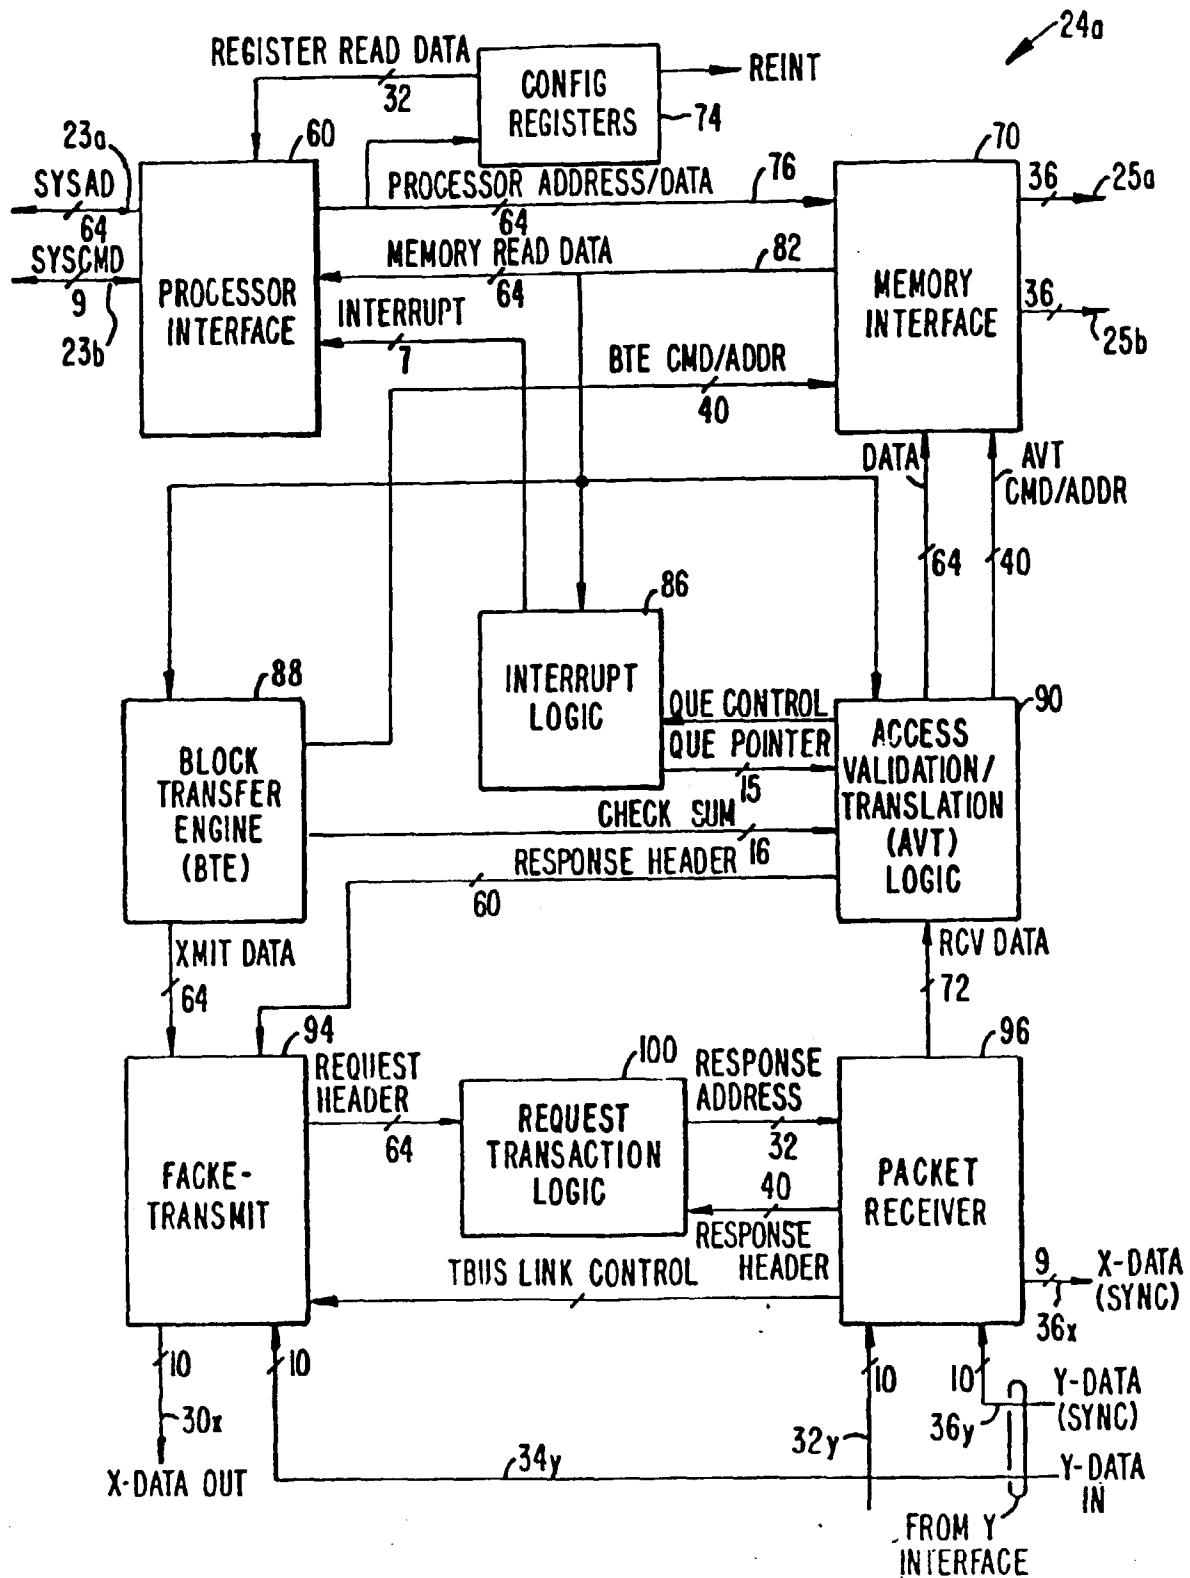 24a
REGISTER READ DATA
32
CONFIG
REGISTERS
REINT
74
23a
60
70
SYSAD
64
PROCESSOR ADDRESS/DATA
76
64
36
25a
SYSCMD
9
23b
PROCESSOR
INTERFACE
MEMORY READ DATA
82
64
MEMORY
INTERFACE
36
25b
INTERRUPT
7
BTE CMD/ADDR
40
DATA
AVT
CMD/ADDR
64
40
86
INTERRUPT
LOGIC
88
90
QUE CONTROL
QUE POINTER
15
BLOCK
TRANSFER
ENGINE
(BTE)
ACCESS
VALIDATION/
TRANSLATION
(AVT)
LOGIC
CHECK SUM
16
RESPONSE HEADER
60
XMIT DATA
64
RCV DATA
72
94
REQUEST
HEADER
64
100
RESPONSE
ADDRESS
32
96
FACKE-
TRANSMIT
REQUEST
TRANSACTION
LOGIC
PACKET
RECEIVER
40
RESPONSE
HEADER
TBUS LINK CONTROL
9
X-DATA
(SYNC)
36x
10
10
10
10
Y-DATA
(SYNC)
30x
32y
36y
34y
X-DATA OUT
Y-DATA
IN
FROM Y
INTERFACE